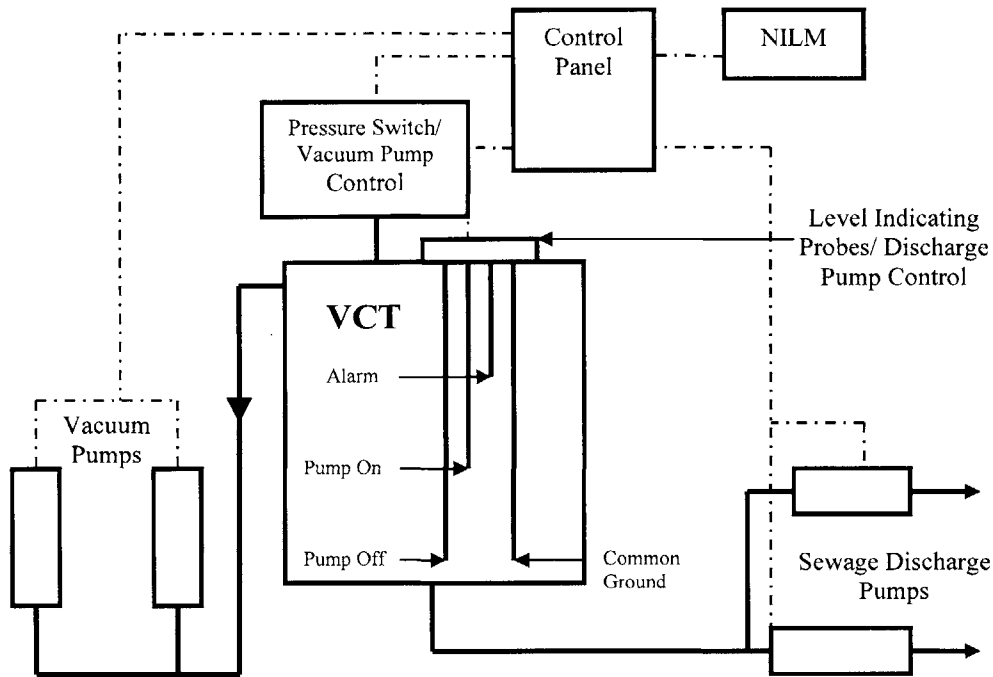 Control
Panel
NILM
Pressure Switch/
Vacuum Pump
Control
Level Indicating
Probes/ Discharge
Pump Control
VCT
Alarm
Vacuum
Pumps
Pump On
Pump Off
Common
Ground
Sewage Discharge
Pumps